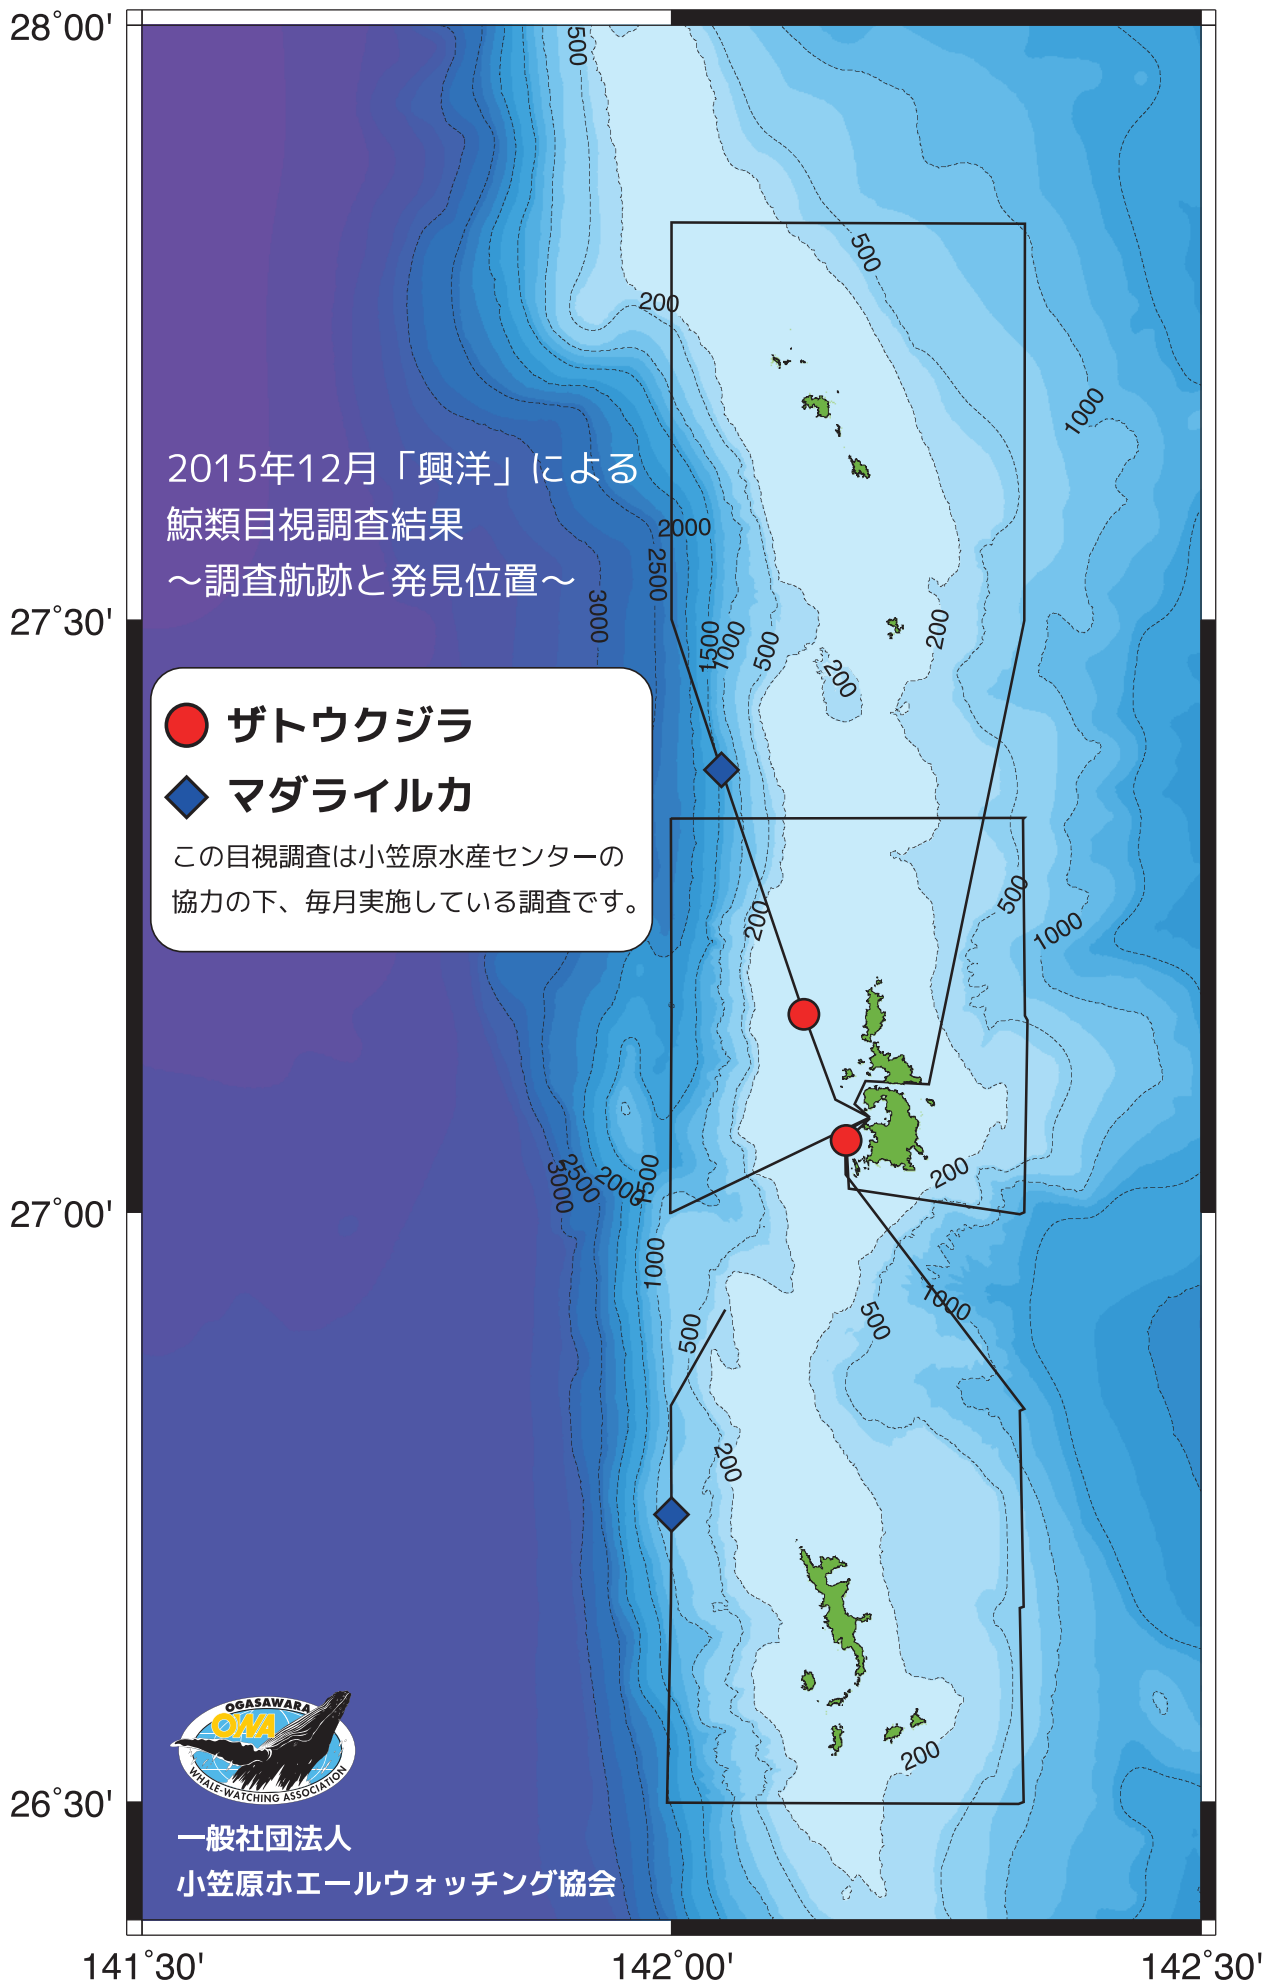 28°00'
500
500
200
1000
2015年12月「興洋」による
鯨類目視調査結果
～調査航跡と発見位置～
2000
2500
3000
27°30'
1500
1000
500
200
200
ザトウクジラ
マダライルカ
この目視調査は小笠原水産センターの
協力の下、毎月実施している調査です。
200
500
1000
3000
2500
2000
1500
200
27°00'
1000
500
500
1000
200
200
OGASAWARA
OWA
WHALE-WATCHING ASSOCIATION
26°30'
一般社団法人
小笠原ホエールウォッチング協会
141°30'
142°00'
142°30'